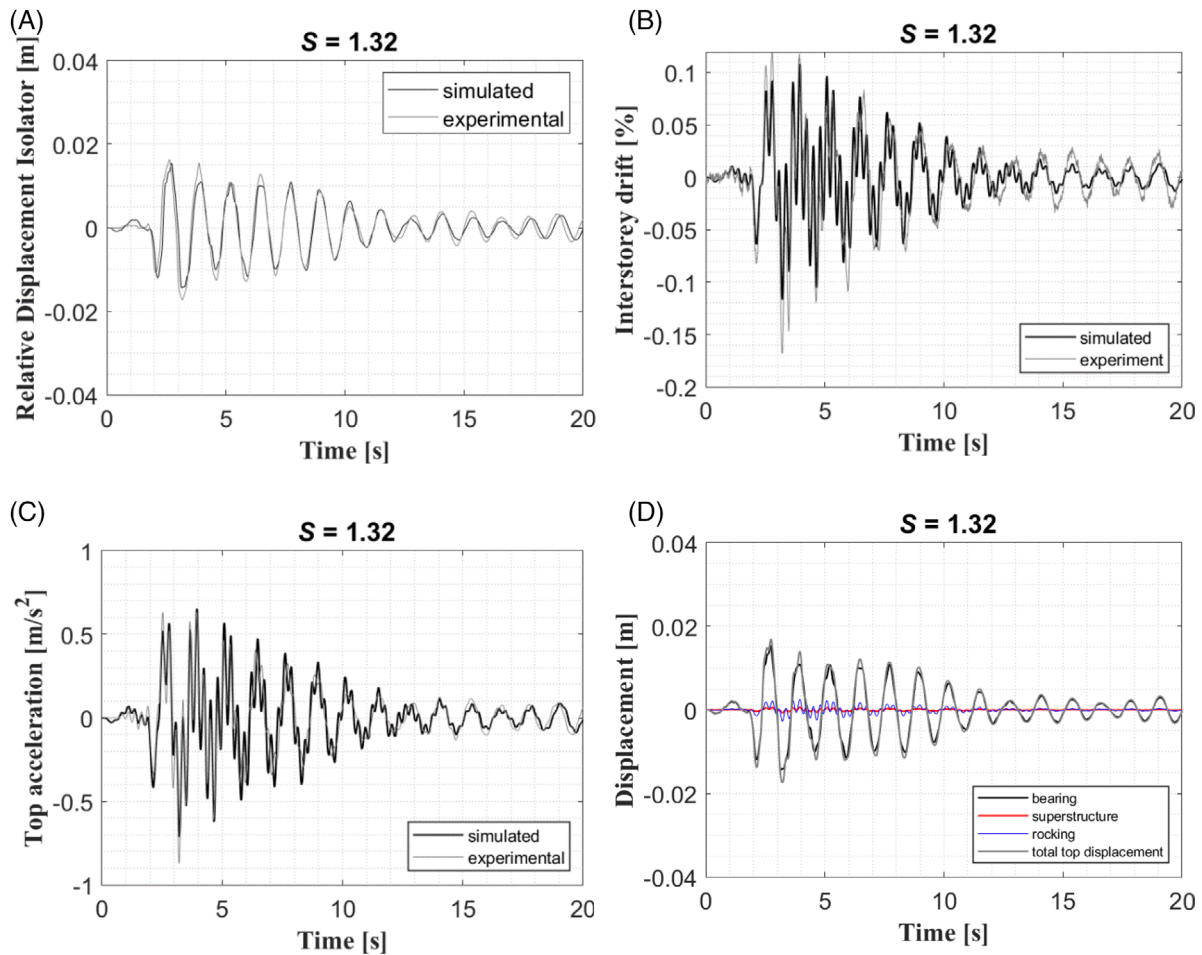 (A)
S = 1.32
Relative Displacement Isolator [m]
0.04
0.02
0
-0.02
-0.04
simulated
experimental
0 5 10 15 20
Time [s]
(B)
S = 1.32
Interstorey drift [%]
0.1
0.05
0
-0.05
-0.1
-0.15
-0.2
simulated
experiment
0 5 10 15 20
Time [s]
(C)
S = 1.32
Top acceleration [m/s²]
1
0.5
0
-0.5
-1
simulated
experimental
0 5 10 15 20
Time [s]
(D)
S = 1.32
Displacement [m]
0.04
0.02
0
-0.02
-0.04
bearing
superstructure
rocking
total top displacement
0 5 10 15 20
Time [s]